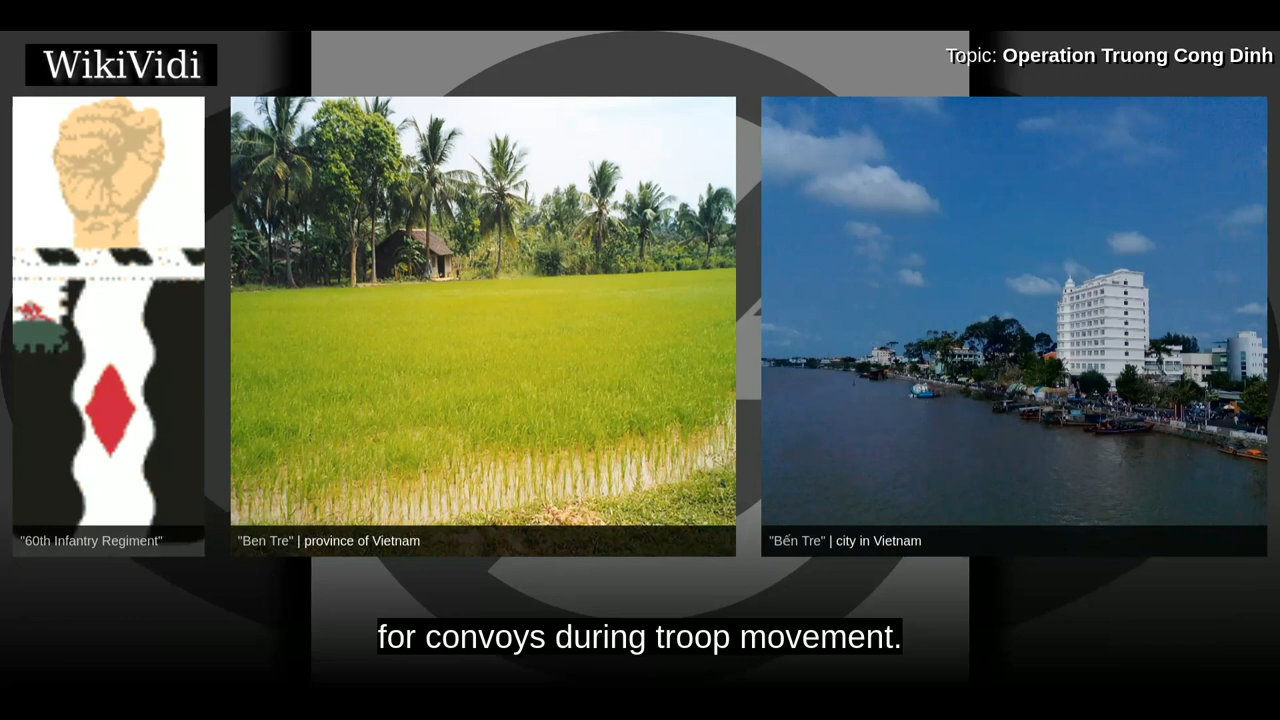 WikiVidi
Topic: Operation Truong Cong Dinh
"60th Infantry Regiment"
"Ben Tre" | province of Vietnam
"Bến Tre" | city in Vietnam
for convoys during troop movement.